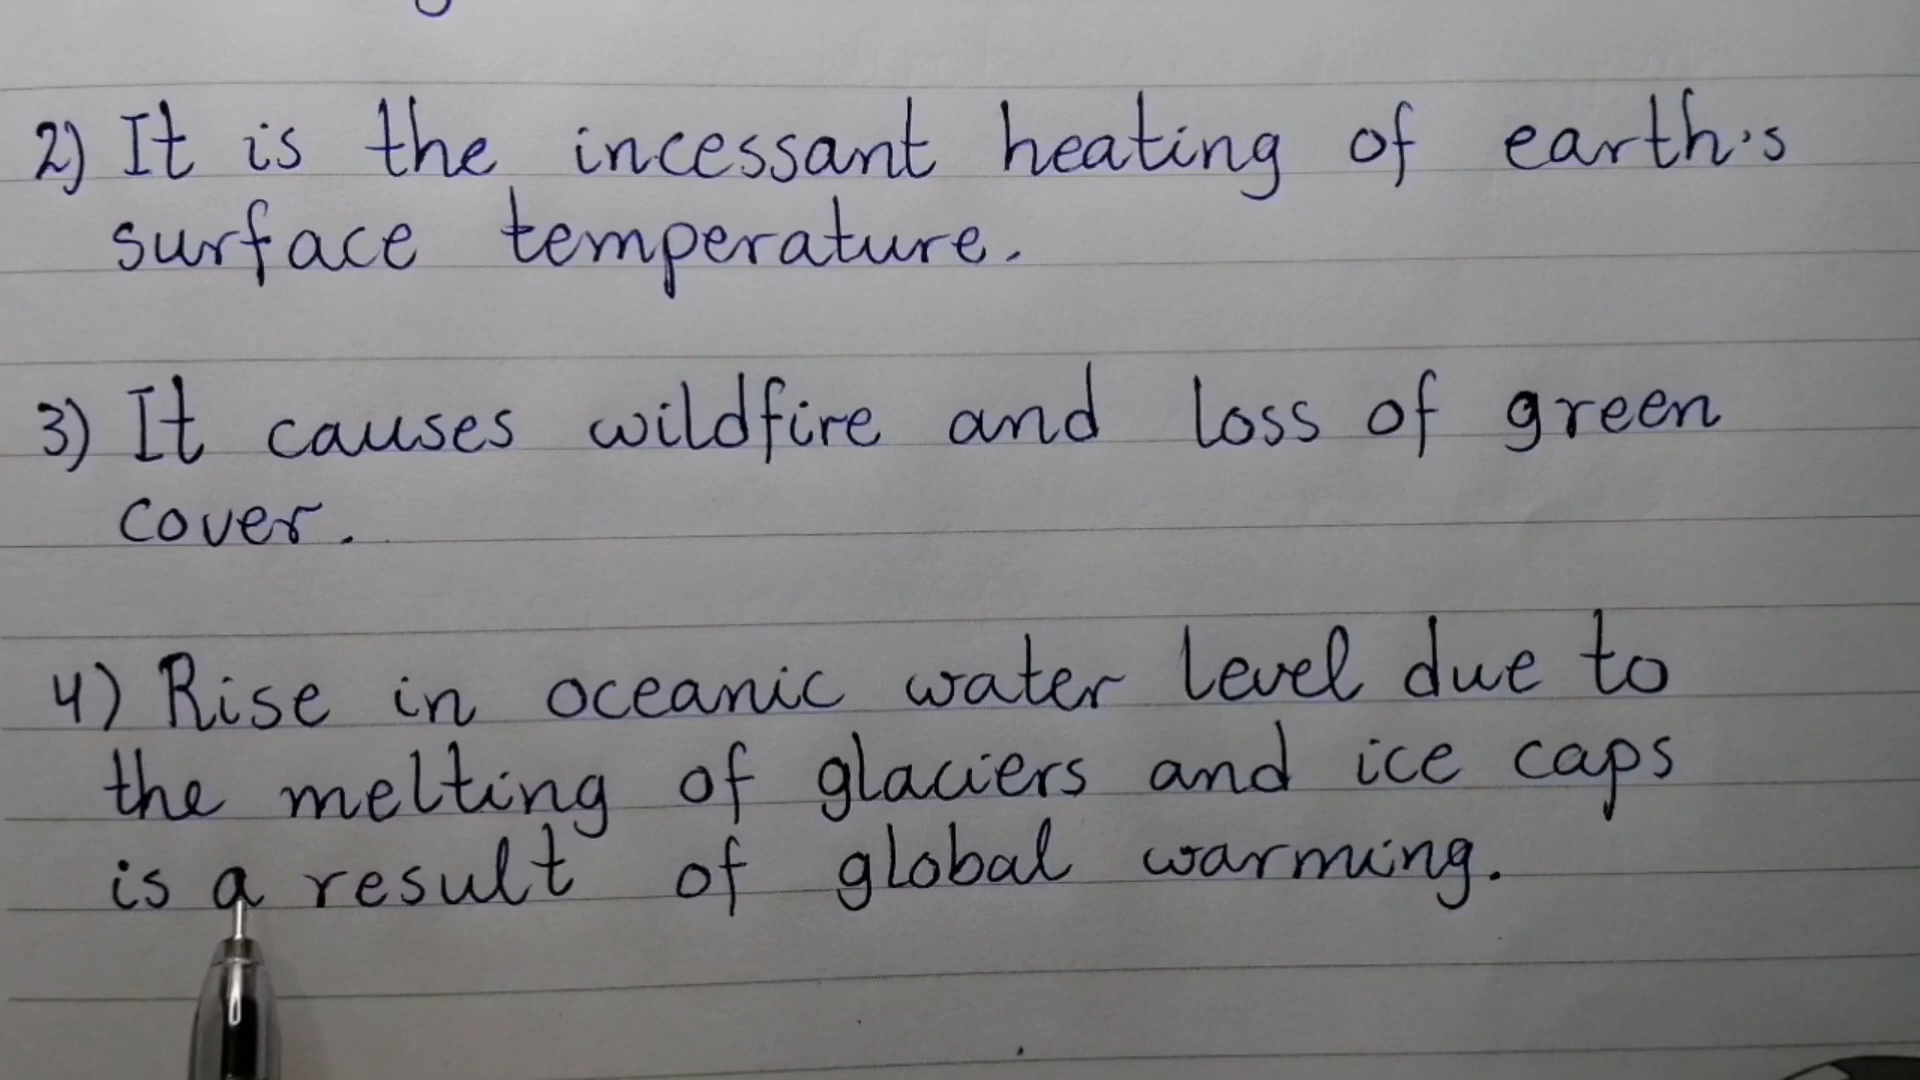 2) It is the incessant heating of earth's
surface temperature.
3) It causes wildfire and loss of green
cover.
4) Rise in oceanic water level due to
the melting of glaciers and ice caps
is a result of global warming.